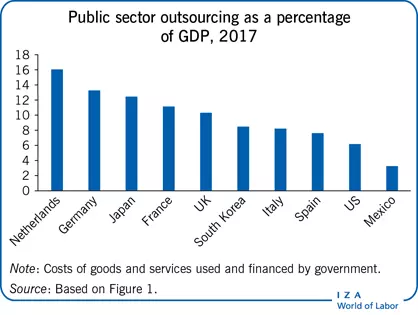 Public sector outsourcing as a percentage
of GDP, 2017
18
16
14
12
10
8
6
4
2
0
Netherlands
Germany
Japan
France
UK
South Korea
Italy
Spain
US
Mexico
Note: Costs of goods and services used and financed by government.
Source: Based on Figure 1.
I Z A
World of Labor